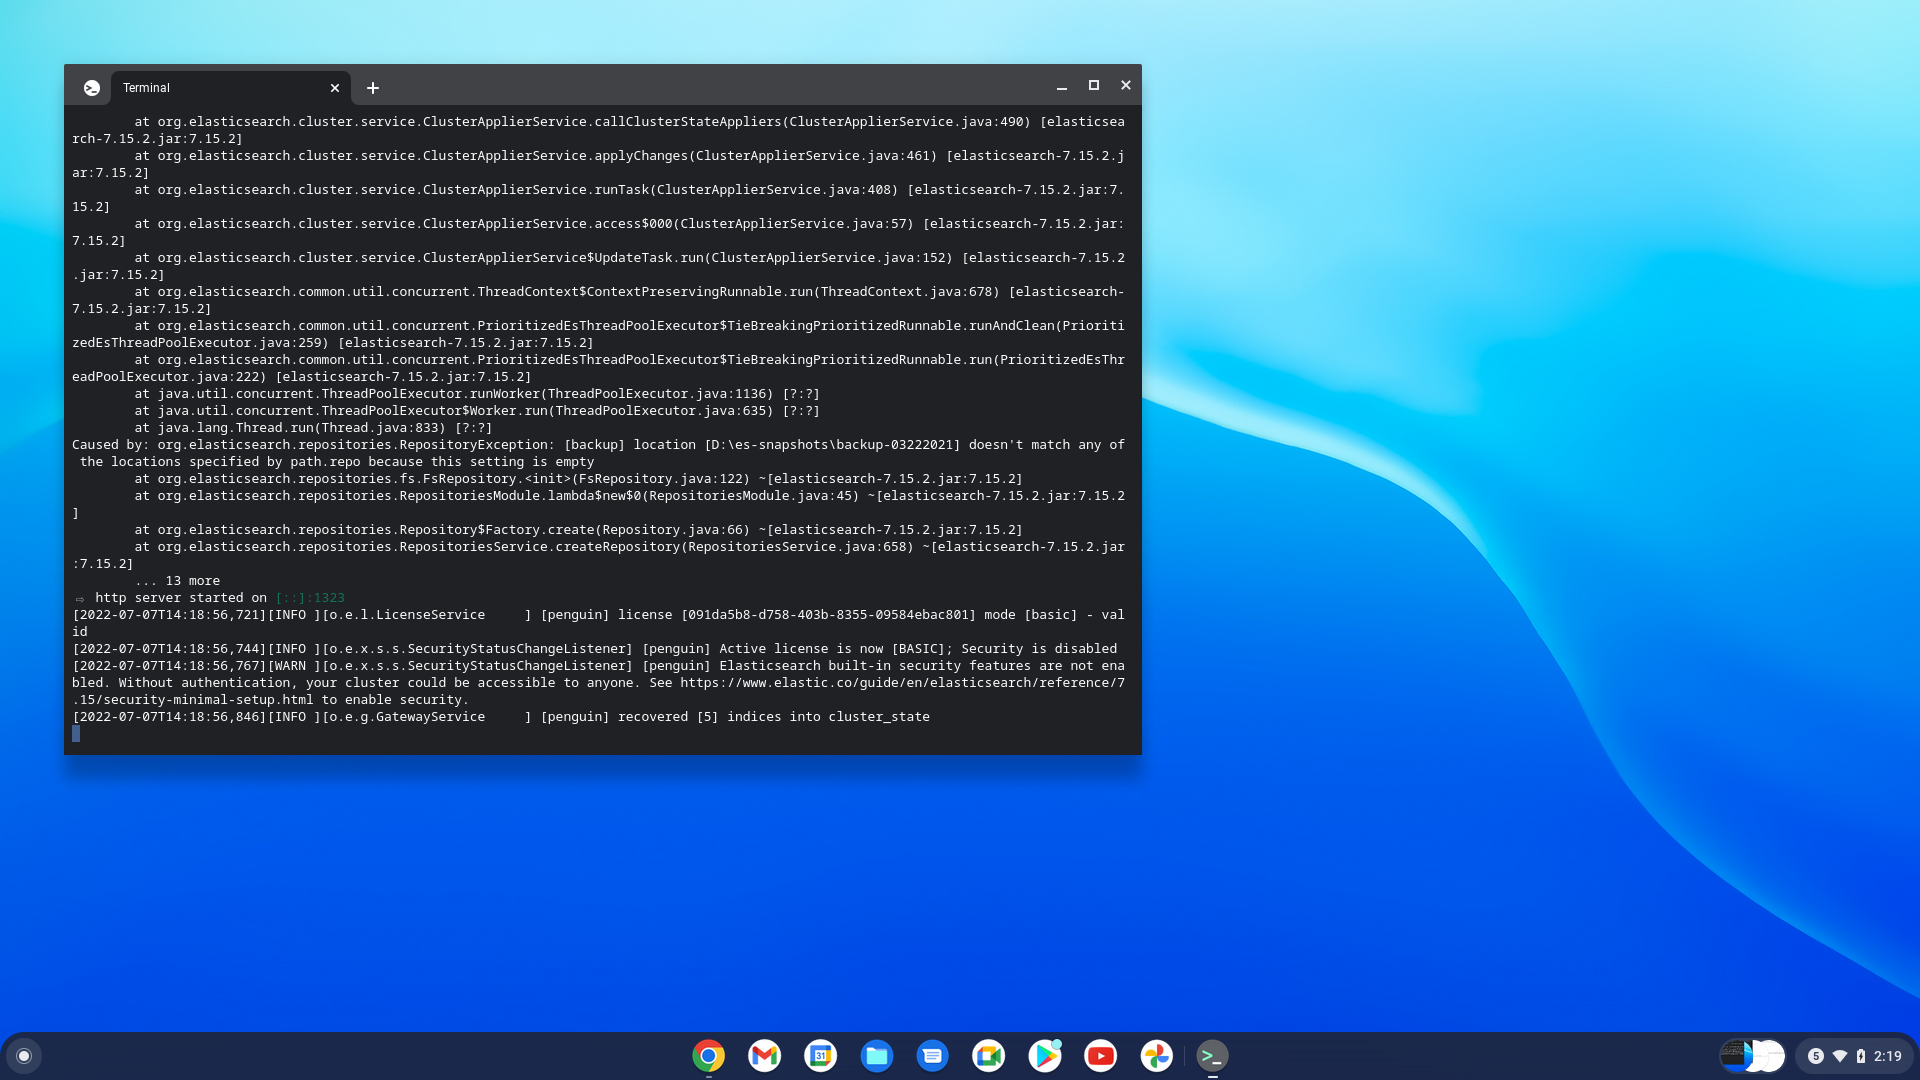 Terminal
at org.elasticsearch.cluster.service.ClusterApplierService.callClusterStateAppliers(ClusterApplierService.java:490) [elasticsea
rch-7.15.2.jar:7.15.2]
at org.elasticsearch.cluster.service.ClusterApplierService.applyChanges(ClusterApplierService.java:461) [elasticsearch-7.15.2.j
ar:7.15.2]
at org.elasticsearch.cluster.service.ClusterApplierService.runTask(ClusterApplierService.java:408) [elasticsearch-7.15.2.jar:7.
15.2]
at org.elasticsearch.cluster.service.ClusterApplierService.access$000(ClusterApplierService.java:57) [elasticsearch-7.15.2.jar:
7.15.2]
at org.elasticsearch.cluster.service.ClusterApplierService$UpdateTask.run(ClusterApplierService.java:152) [elasticsearch-7.15.2
.jar:7.15.2]
at org.elasticsearch.common.util.concurrent.ThreadContext$ContextPreservingRunnable.run(ThreadContext.java:678) [elasticsearch-
7.15.2.jar:7.15.2]
at org.elasticsearch.common.util.concurrent.PrioritizedEsThreadPoolExecutor$TieBreakingPrioritizedRunnable.runAndClean(Prioriti
zedEsThreadPoolExecutor.java:259) [elasticsearch-7.15.2.jar:7.15.2]
at org.elasticsearch.common.util.concurrent.PrioritizedEsThreadPoolExecutor$TieBreakingPrioritizedRunnable.run(PrioritizedEsThr
eadPoolExecutor.java:222) [elasticsearch-7.15.2.jar:7.15.2]
at java.util.concurrent.ThreadPoolExecutor.runWorker(ThreadPoolExecutor.java:1136) [?:?]
at java.util.concurrent.ThreadPoolExecutor$Worker.run(ThreadPoolExecutor.java:635) [?:?]
at java.lang.Thread.run(Thread.java:833) [?:?]
Caused by: org.elasticsearch.repositories.RepositoryException: [backup] location [D:\es-snapshots\backup-03222021] doesn't match any of
the locations specified by path.repo because this setting is empty
at org.elasticsearch.repositories.fs.FsRepository.<init>(FsRepository.java:122) ~[elasticsearch-7.15.2.jar:7.15.2]
at org.elasticsearch.repositories.RepositoriesModule.lambda$new$0(RepositoriesModule.java:45) ~[elasticsearch-7.15.2.jar:7.15.2
]
at org.elasticsearch.repositories.Repository$Factory.create(Repository.java:66) ~[elasticsearch-7.15.2.jar:7.15.2]
at org.elasticsearch.repositories.RepositoriesService.createRepository(RepositoriesService.java:658) ~[elasticsearch-7.15.2.jar
:7.15.2]
... 13 more
⇨ http server started on [::]:1323
[2022-07-07T14:18:56,721][INFO ][o.e.l.LicenseService     ] [penguin] license [091da5b8-d758-403b-8355-09584ebac801] mode [basic] - val
id
[2022-07-07T14:18:56,744][INFO ][o.e.x.s.s.SecurityStatusChangeListener] [penguin] Active license is now [BASIC]; Security is disabled
[2022-07-07T14:18:56,767][WARN ][o.e.x.s.s.SecurityStatusChangeListener] [penguin] Elasticsearch built-in security features are not ena
bled. Without authentication, your cluster could be accessible to anyone. See https://www.elastic.co/guide/en/elasticsearch/reference/7
.15/security-minimal-setup.html to enable security.
[2022-07-07T14:18:56,846][INFO ][o.e.g.GatewayService     ] [penguin] recovered [5] indices into cluster_state
31
5
2:19